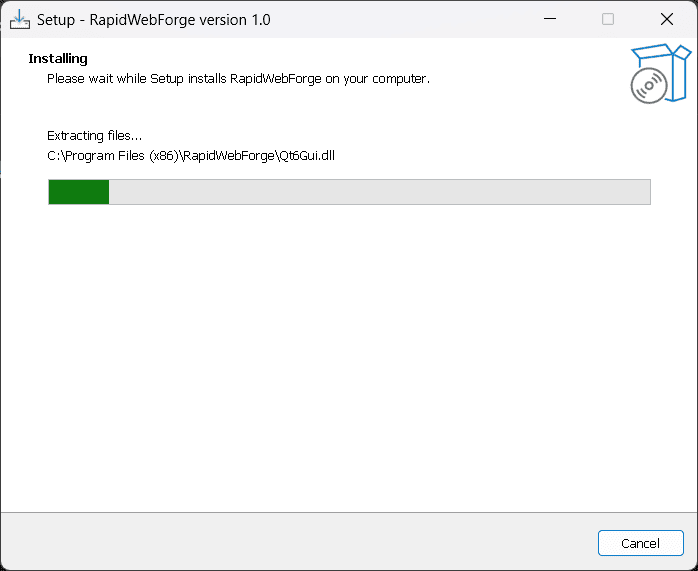 Setup - RapidWebForge version 1.0
Installing
Please wait while Setup installs RapidWebForge on your computer.
Extracting files...
C:\Program Files (x86)\RapidWebForge\Qt6Gui.dll
Cancel